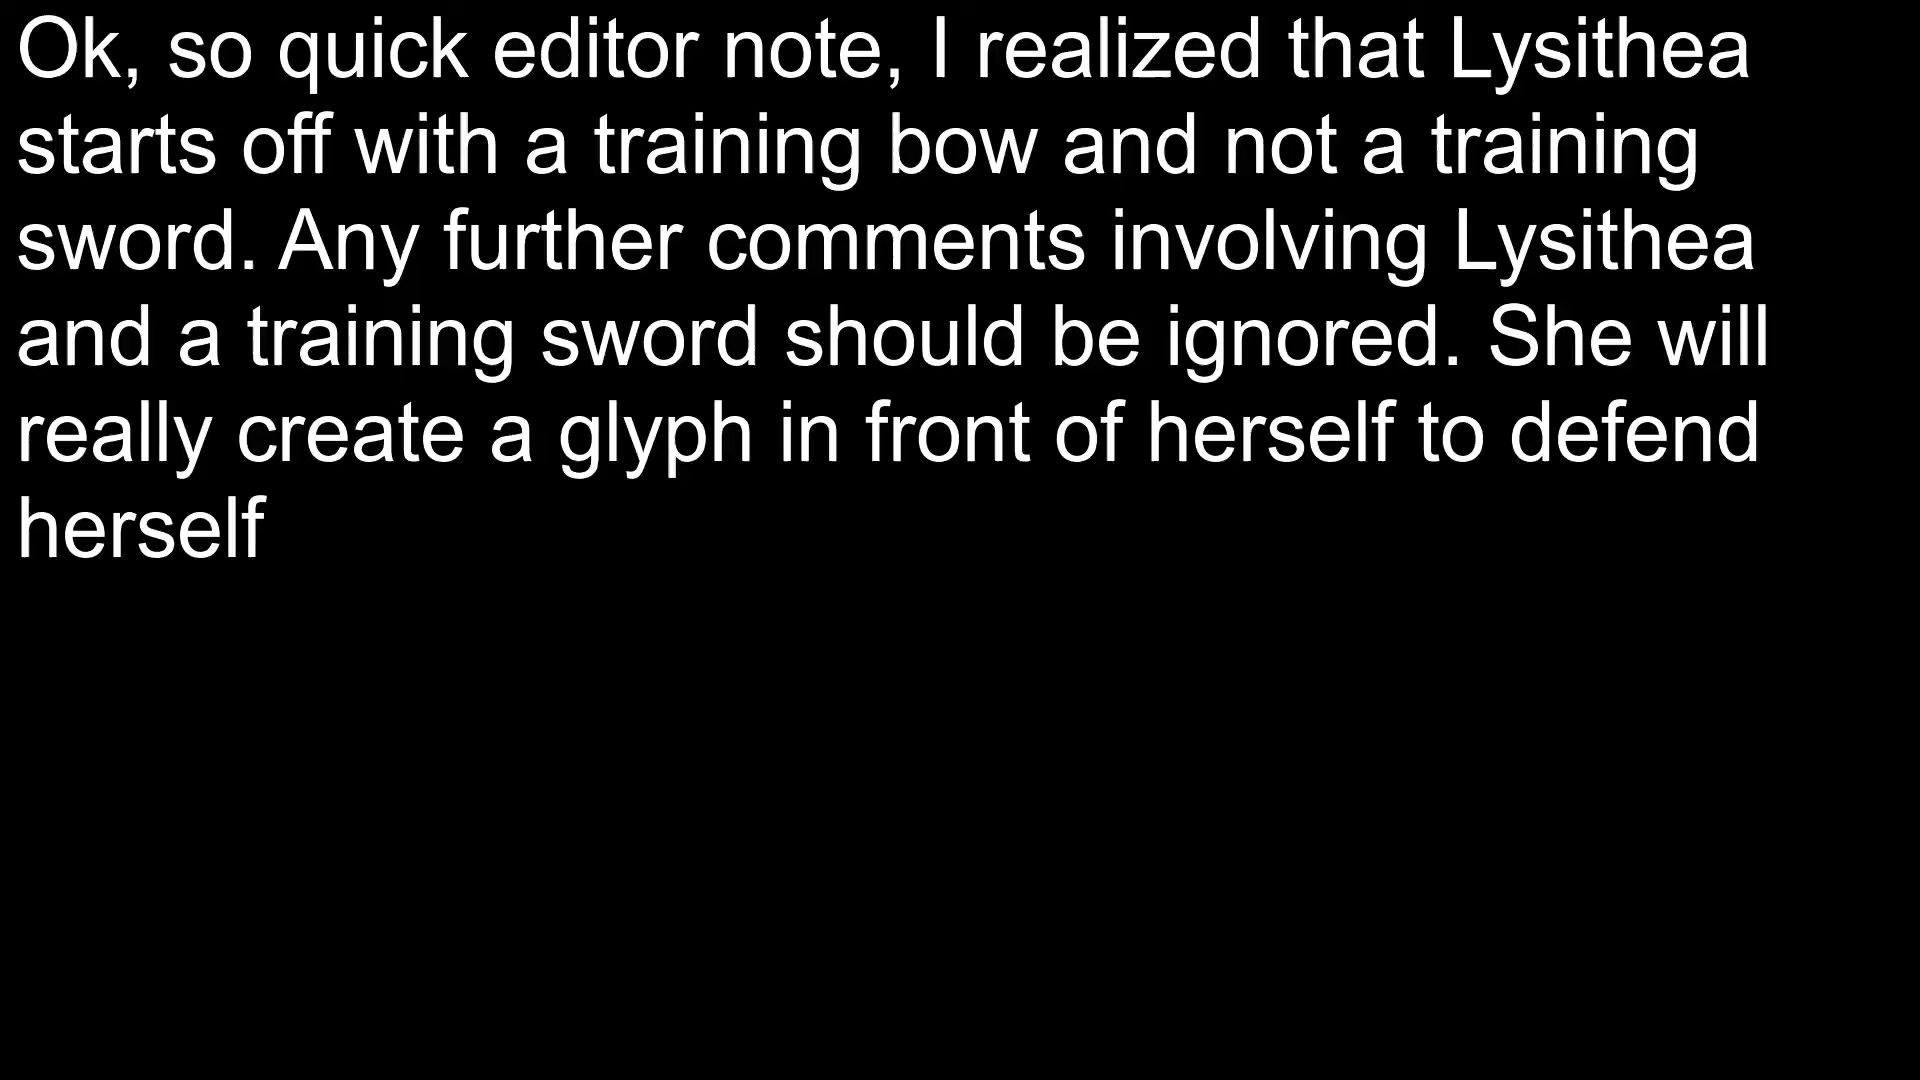 Ok, so quick editor note, I realized that Lysithea
starts off with a training bow and not a training
sword. Any further comments involving Lysithea
and a training sword should be ignored. She will
really create a glyph in front of herself to defend
herself